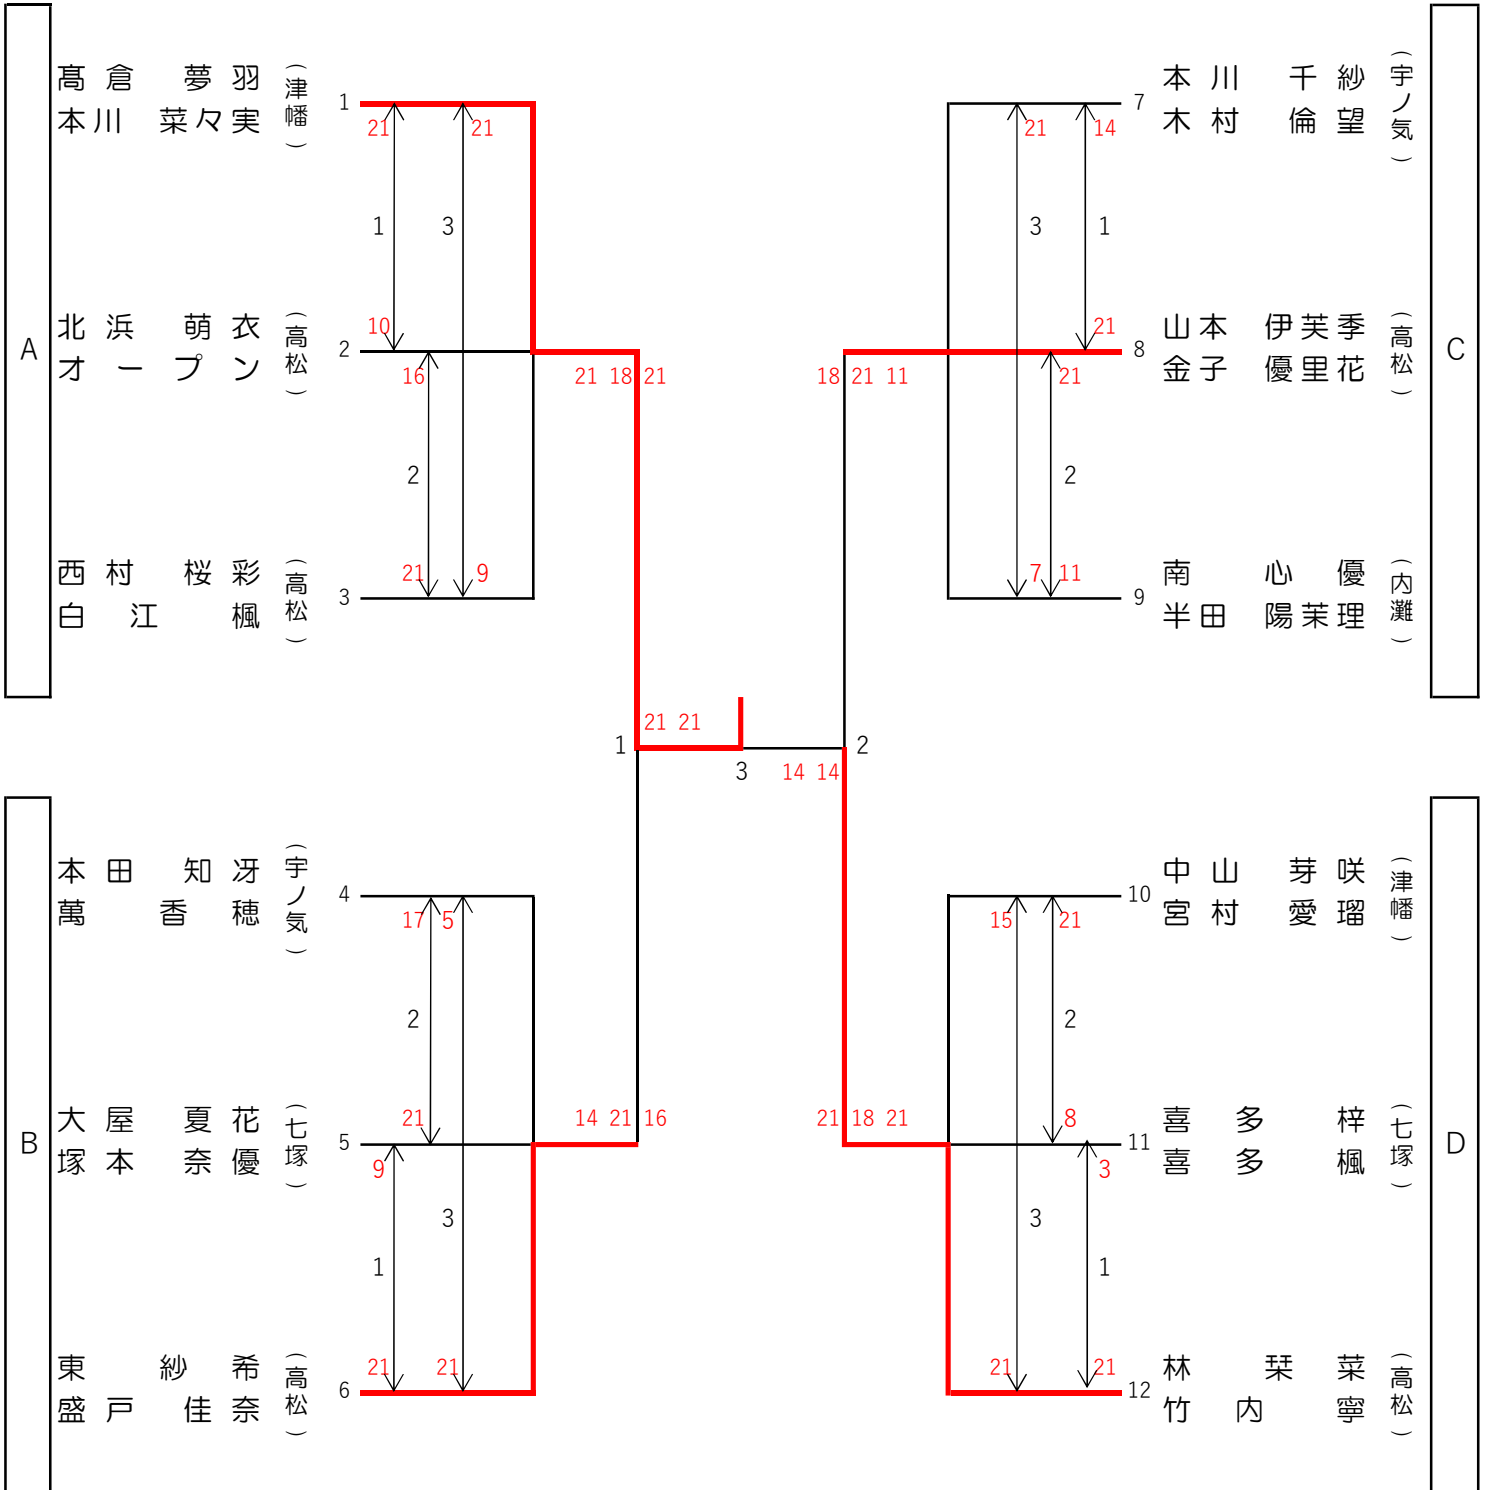 A
髙倉 夢羽
本川 菜々実
（津幡）
1
21
21
1
3
10
北浜 萌衣
オープン
（高松）
2
16
21 18 21
2
21
9
西村 桜彩
白江 楓
（高松）
3
C
本川 千紗
木村 倫望
（宇ノ気）
7
21
14
3
1
21
山本 伊芙季
金子 優里花
（高松）
8
21
18 21 11
2
7
11
南 心優
半田 陽茉理
（内灘）
9
1
21 21
3
14 14
2
B
本田 知冴
萬 香穂
（宇ノ気）
4
17
5
2
21
14 21 16
大屋 夏花
塚本 奈優
（七塚）
5
9
3
1
21
21
東 紗希
盛戸 佳奈
（高松）
6
D
中山 芽咲
宮村 愛瑠
（津幡）
10
15
21
2
8
21 18 21
喜多 梓
喜多 楓
（七塚）
11
3
3
1
21
21
林 栞菜
竹内 寧
（高松）
12